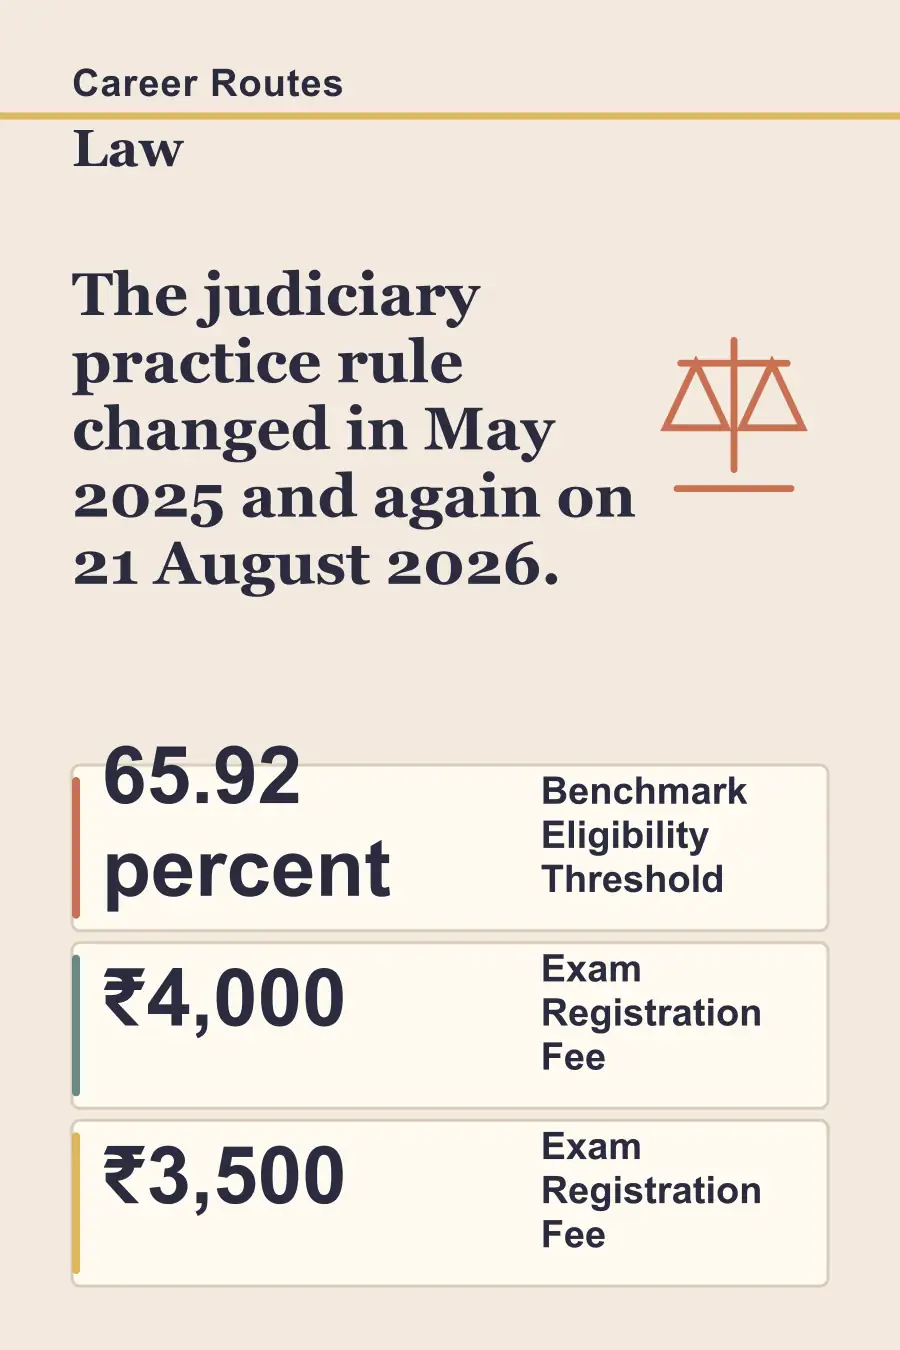 Career Routes
Law
The judiciary
practice rule
changed in May
2025 and again on
21 August 2026.
65.92
percent
Benchmark
Eligibility
Threshold
₹4,000
Exam
Registration
Fee
₹3,500
Exam
Registration
Fee